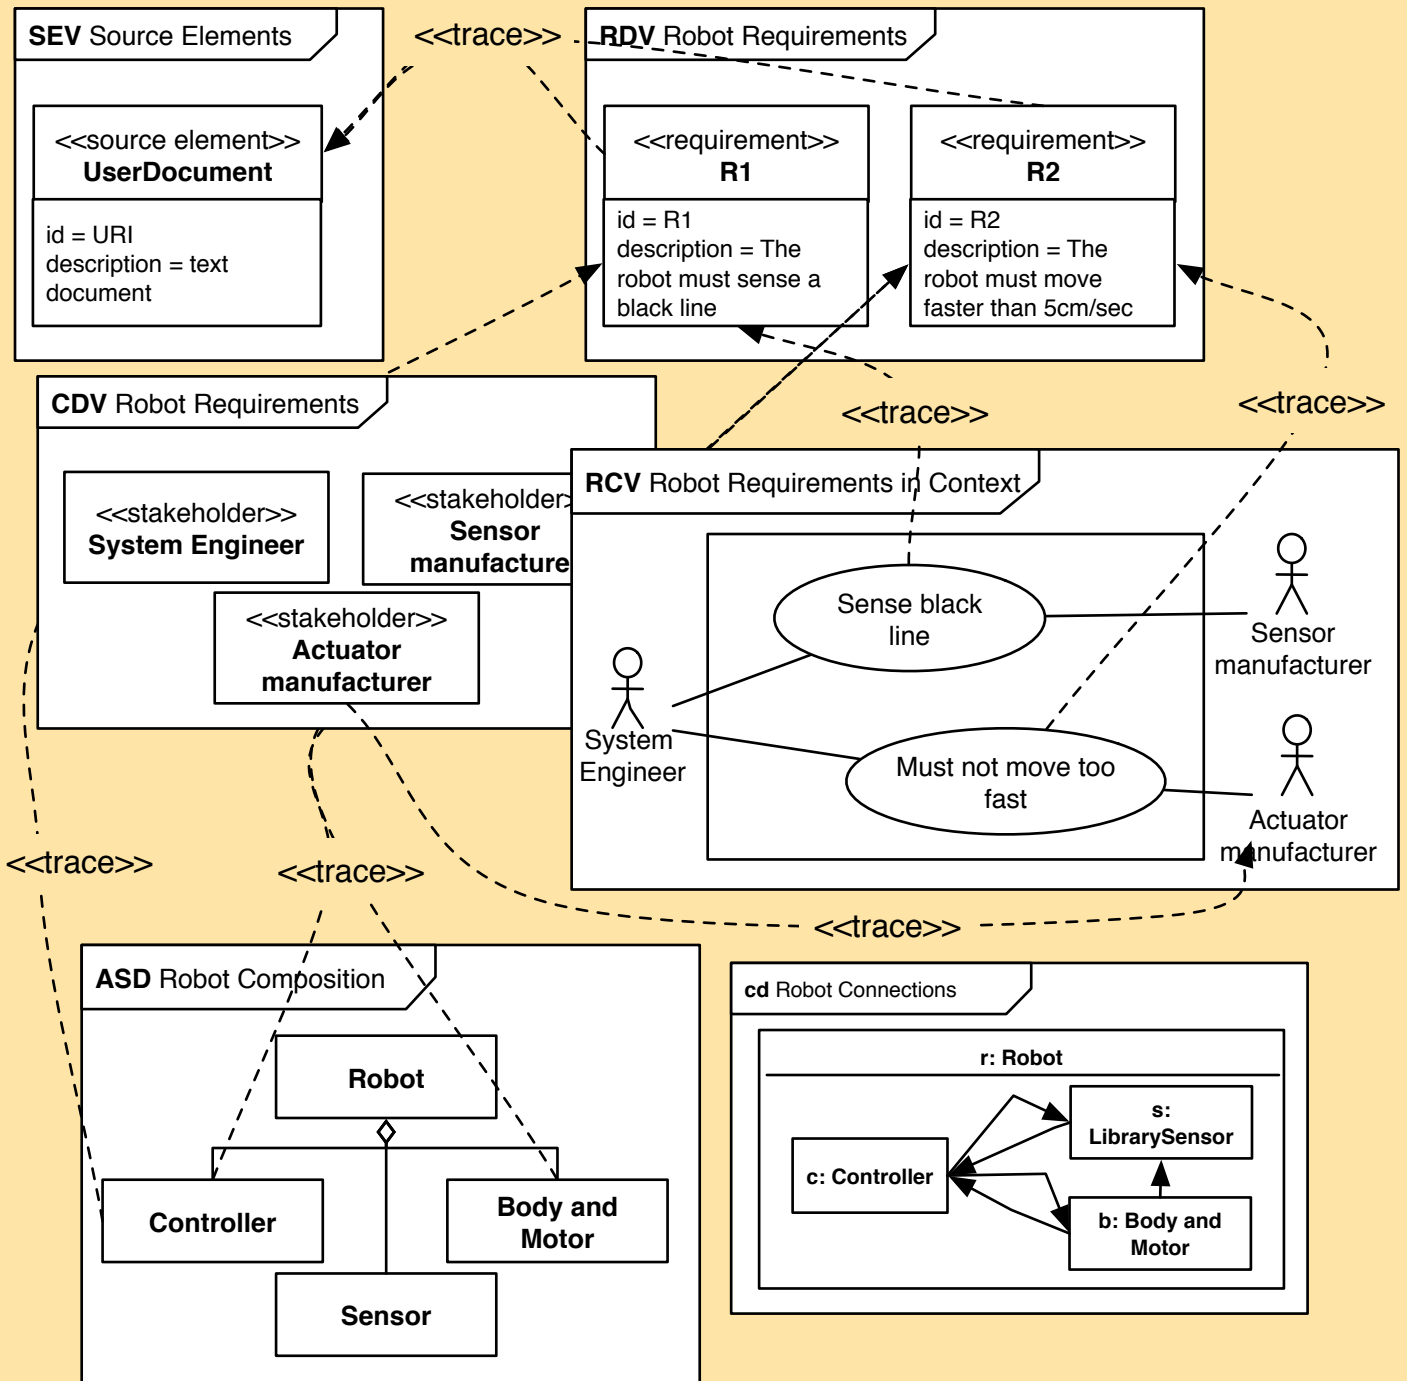 SEV Source Elements
<<trace>>
RDV Robot Requirements
<<source element>>
UserDocument
id = URI
description = text
document
<<requirement>>
R1
id = R1
description = The
robot must sense a
black line
<<requirement>>
R2
id = R2
description = The
robot must move
faster than 5cm/sec
CDV Robot Requirements
<<trace>>
<<trace>>
<<stakeholder>>
System Engineer
<<stakeholder>
Sensor
manufacture
<<stakeholder>>
Actuator
manufacturer
RCV Robot Requirements in Context
Sense black
line
Sensor
manufacturer
System
Engineer
Must not move too
fast
Actuator
manufacturer
<<trace>>
<<trace>>
<<trace>>
ASD Robot Composition
Robot
Controller
Body and
Motor
Sensor
cd Robot Connections
r: Robot
s:
LibrarySensor
c: Controller
b: Body and
Motor